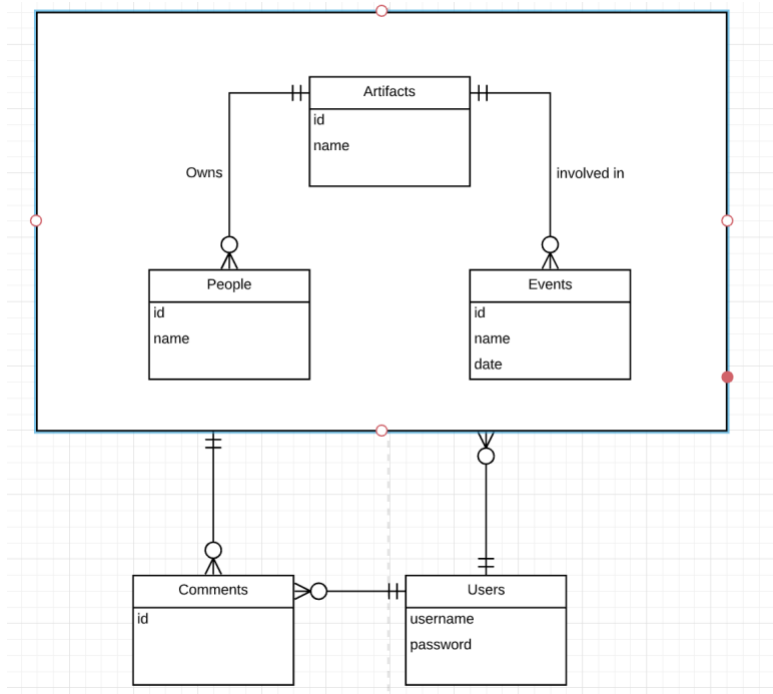 Artifacts
id
name
Owns
involved in
People
id
name
Events
id
name
date
Comments
id
Users
username
password